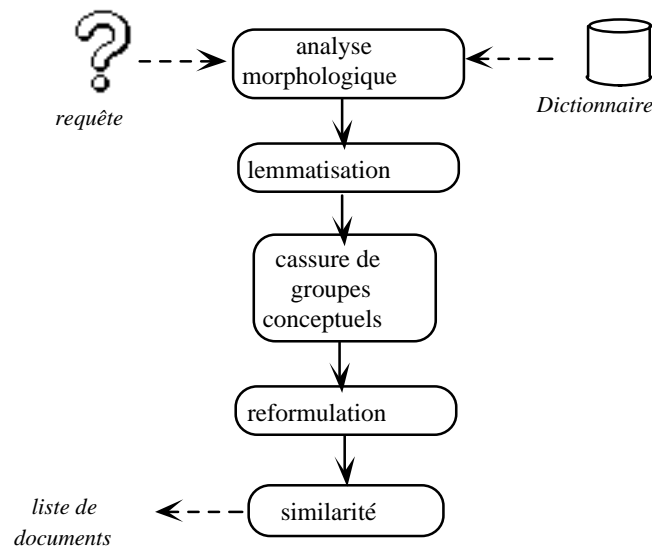 analyse
morphologique
requête
Dictionnaire
lemmatisation
cassure de
groupes
conceptuels
reformulation
liste de
documents
similarité